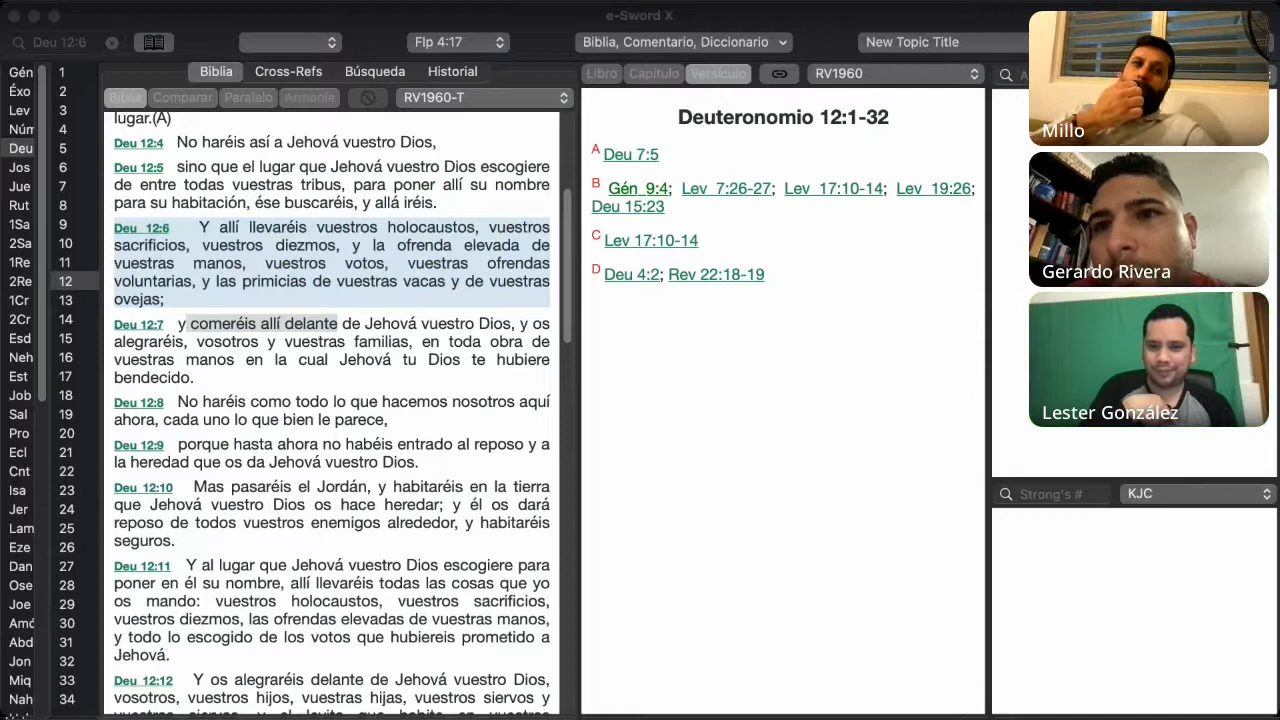 e-Sword X
Deu 12:6
Flp 4:17
Biblia, Comentario, Diccionario
New Topic Title
Biblia
Cross-Refs
Búsqueda
Historial
Libro
Capítulo
Versículo
RV1960
Biblia
Comparar
Paralelo
Armonía
RV1960-T
Gén
Éxo
Lev
Núm
Deu
Jos
Jue
Rut
1Sa
2Sa
1Re
2Re
1Cr
2Cr
Esd
Neh
Est
Job
Sal
Pro
Ecl
Cnt
Isa
Jer
Lam
Eze
Dan
Ose
Joe
Amó
Abd
Jon
Miq
Nah
1
2
3
4
5
6
7
8
9
10
11
12
13
14
15
16
17
18
19
20
21
22
23
24
25
26
27
28
29
30
31
32
33
34
lugar.(A)
Deu 12:4 No haréis así a Jehová vuestro Dios,
Deu 12:5 sino que el lugar que Jehová vuestro Dios escogiere
de entre todas vuestras tribus, para poner allí su nombre
para su habitación, ése buscaréis, y allá iréis.
Deu 12:6 Y allí llevaréis vuestros holocaustos, vuestros
sacrificios, vuestros diezmos, y la ofrenda elevada de
vuestras manos, vuestros votos, vuestras ofrendas
voluntarias, y las primicias de vuestras vacas y de vuestras
ovejas;
Deu 12:7 y comeréis allí delante de Jehová vuestro Dios, y os
alegraréis, vosotros y vuestras familias, en toda obra de
vuestras manos en la cual Jehová tu Dios te hubiere
bendecido.
Deu 12:8 No haréis como todo lo que hacemos nosotros aquí
ahora, cada uno lo que bien le parece,
Deu 12:9 porque hasta ahora no habéis entrado al reposo y a
la heredad que os da Jehová vuestro Dios.
Deu 12:10 Mas pasaréis el Jordán, y habitaréis en la tierra
que Jehová vuestro Dios os hace heredar; y él os dará
reposo de todos vuestros enemigos alrededor, y habitaréis
seguros.
Deu 12:11 Y al lugar que Jehová vuestro Dios escogiere para
poner en él su nombre, allí llevaréis todas las cosas que yo
os mando: vuestros holocaustos, vuestros sacrificios,
vuestros diezmos, las ofrendas elevadas de vuestras manos,
y todo lo escogido de los votos que hubiereis prometido a
Jehová.
Deu 12:12 Y os alegraréis delante de Jehová vuestro Dios,
vosotros, vuestros hijos, vuestras hijas, vuestros siervos y
Deuteronomio 12:1-32
A Deu 7:5
B Gén 9:4; Lev 7:26-27; Lev 17:10-14; Lev 19:26;
Deu 15:23
C Lev 17:10-14
D Deu 4:2; Rev 22:18-19
Millo
Gerardo Rivera
Lester González
Strong's #
KJC